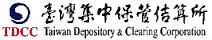 臺灣集中保管結算所
TDCC Taiwan Depository & Clearing Corporation